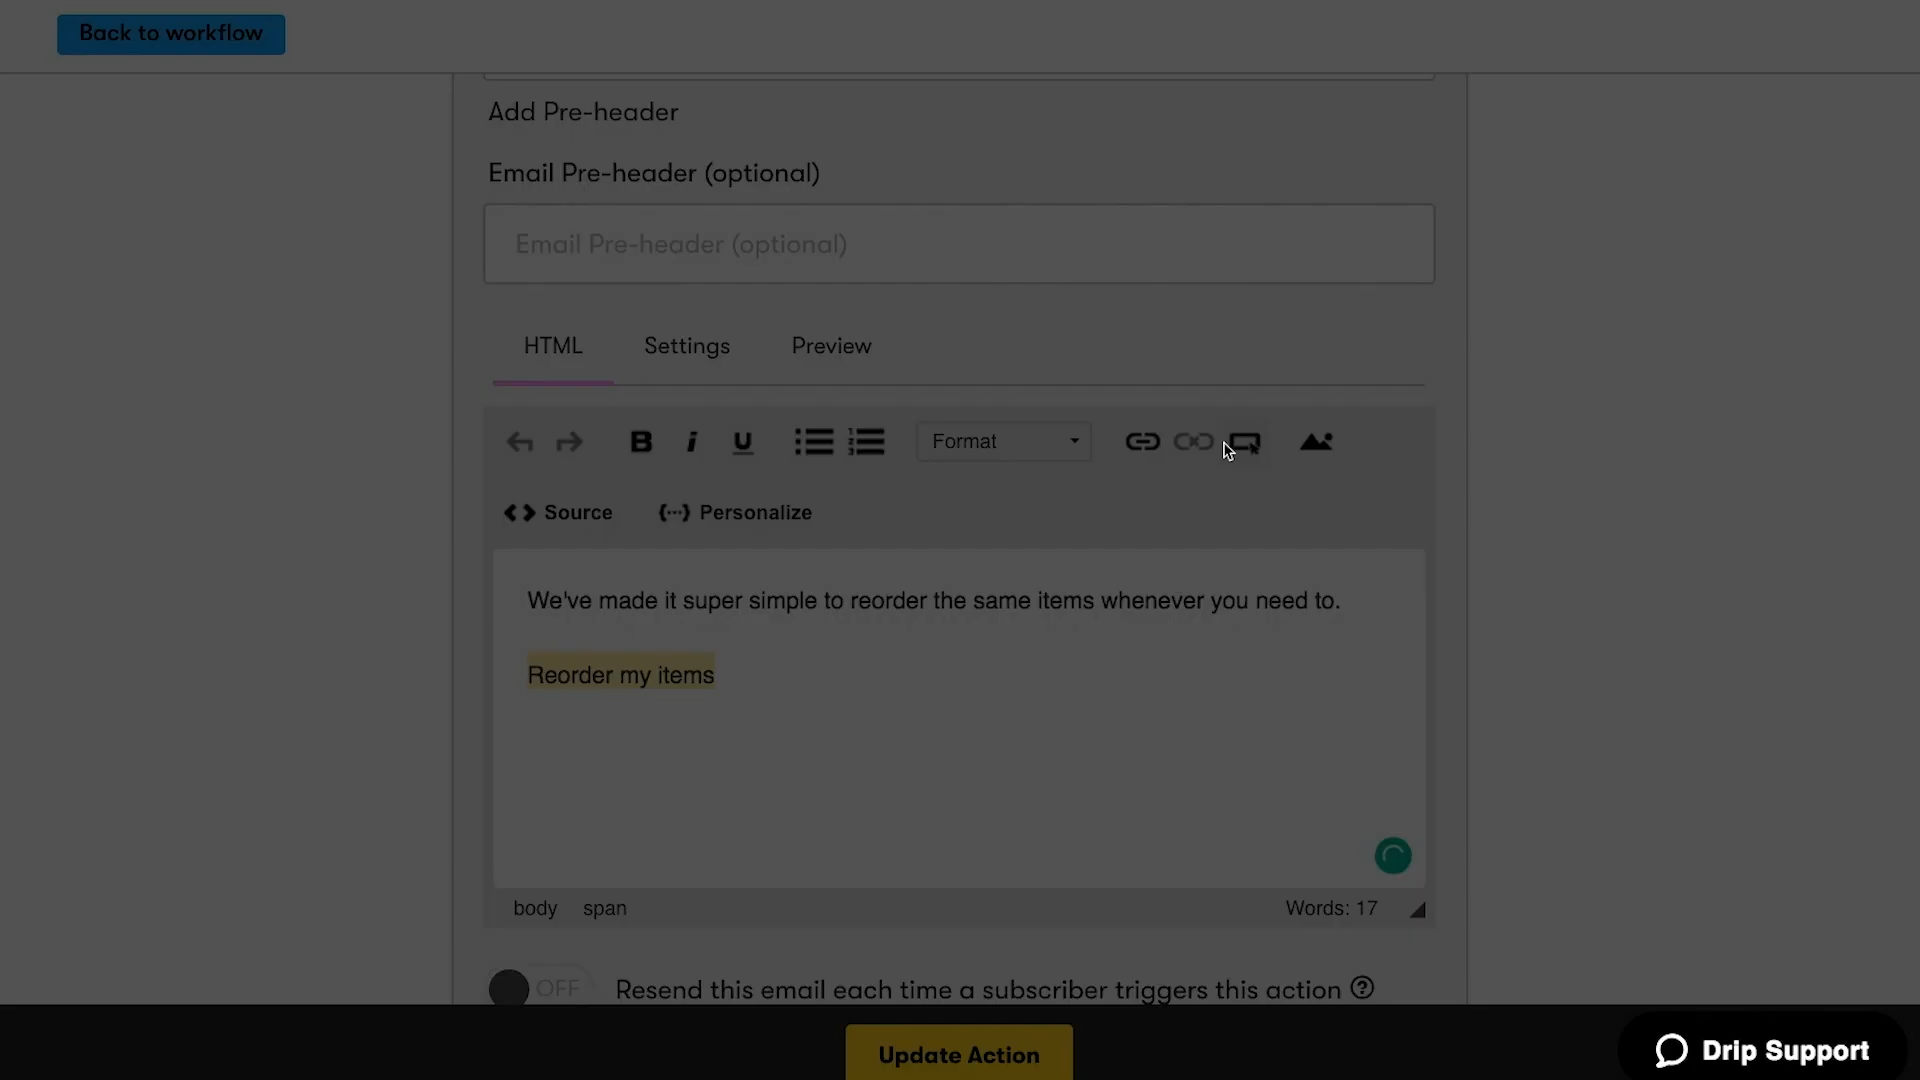 Back to workflow
Add Pre-header
Email Pre-header (optional)
Email Pre-header (optional)
HTML Settings Preview
B i U Format
Source Personalize
We've made it super simple to reorder the same items whenever you need to.
Reorder my items
body span Words: 17
OFF Resend this email each time a subscriber triggers this action ?
Update Action
Drip Support